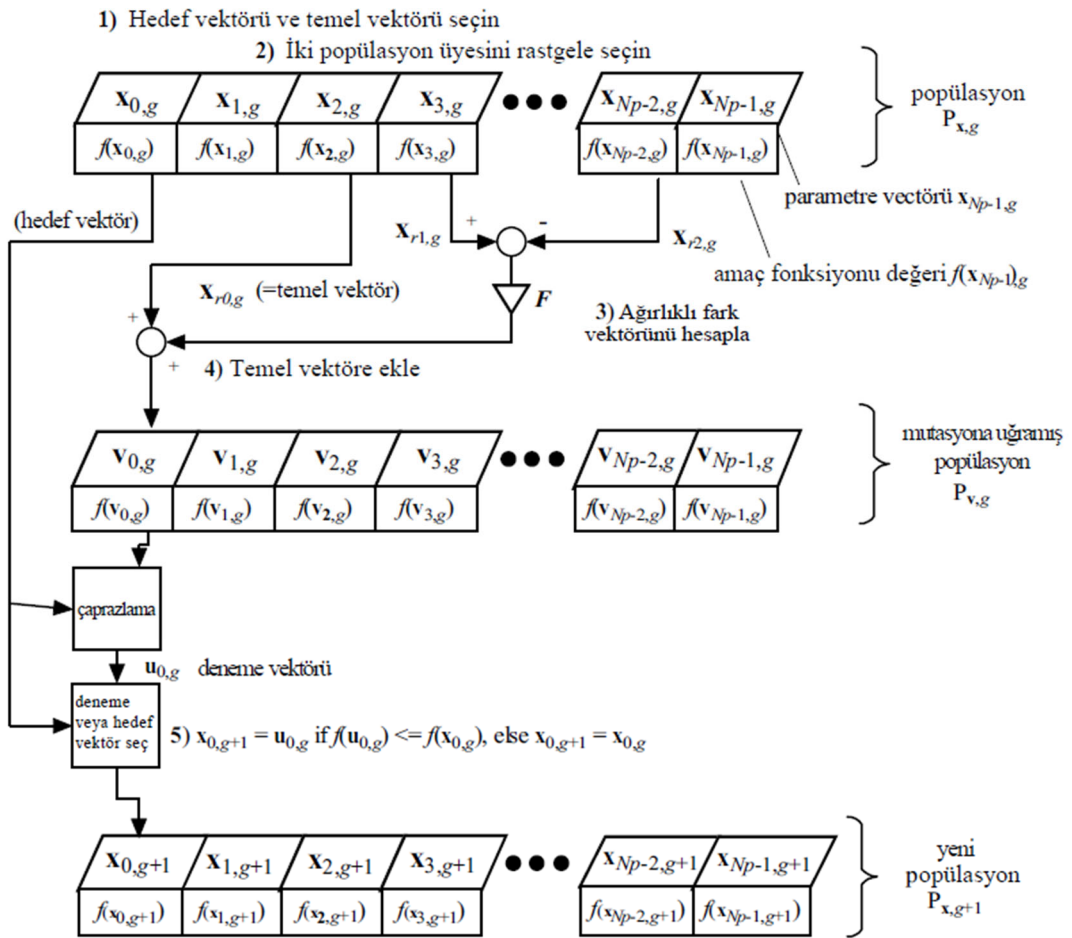 1) Hedef vektörü ve temel vektörü seçin
2) İki popülasyon üyesini rastgele seçin
x0,g x1,g x2,g x3,g ●●● xNp-2,g xNp-1,g
f(x0,g) f(x1,g) f(x2,g) f(x3,g) f(xNp-2,g) f(xNp-1,g)
popülasyon
Px,g
parametre vectörü xNp-1,g
(hedef vektör)
xr1,g
+
-
xr2,g
amaç fonksiyonu değeri f(xNp-1),g
xr0,g (=temel vektör)
F
3) Ağırlıklı fark
vektörünü hesapla
+
+
4) Temel vektöre ekle
v0,g v1,g v2,g v3,g ●●● vNp-2,g vNp-1,g
f(v0,g) f(v1,g) f(v2,g) f(v3,g) f(vNp-2,g) f(vNp-1,g)
mutasyona uğramış
popülasyon
Pv,g
çaprazlama
u0,g deneme vektörü
deneme
veya hedef
vektör seç
5) x0,g+1 = u0,g if f(u0,g) <= f(x0,g), else x0,g+1 = x0,g
x0,g+1 x1,g+1 x2,g+1 x3,g+1 ●●● xNp-2,g+1 xNp-1,g+1
f(x0,g+1) f(x1,g+1) f(x2,g+1) f(x3,g+1) f(xNp-2,g+1) f(xNp-1,g+1)
yeni
popülasyon
Px,g+1